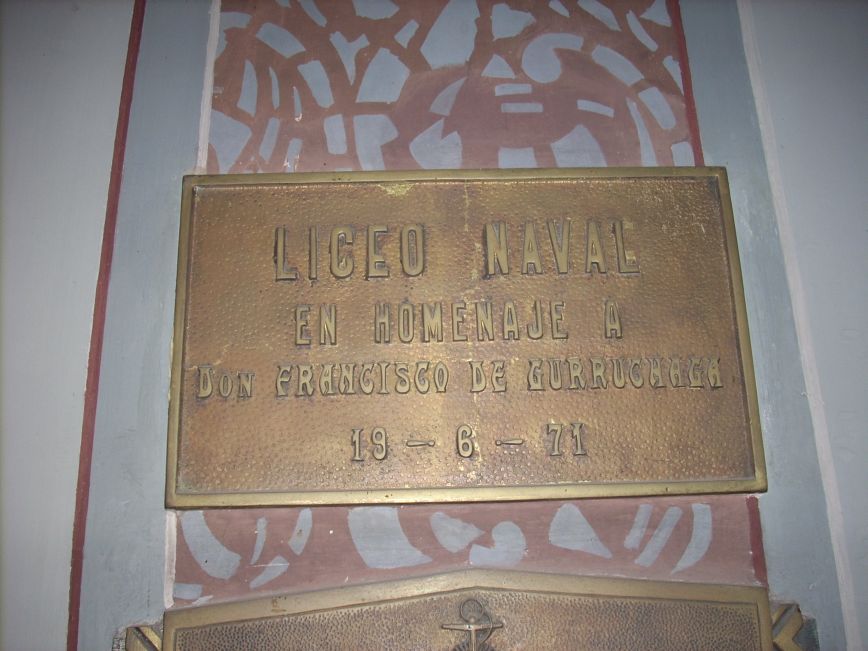 LICEO NAVAL
EN HOMENAJE A
DON FRANCISCO DE GURRUCHAGA
19 - 6 - 71